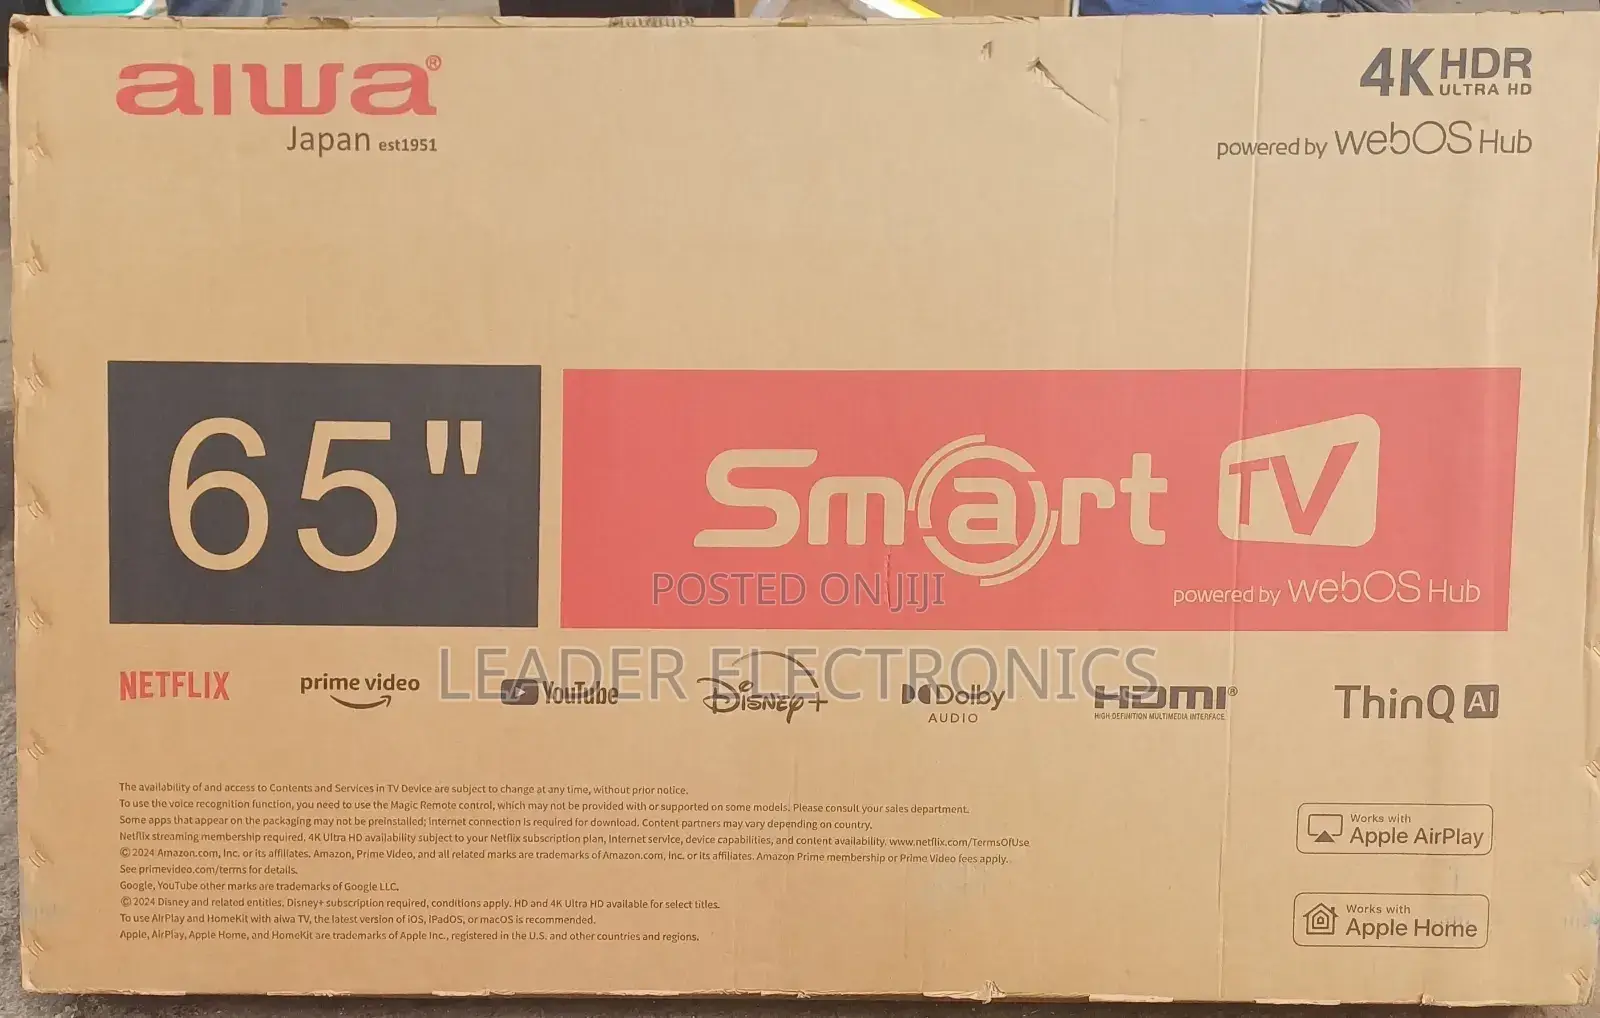 aiwa®
Japan est1951
4K HDR ULTRA HD
powered by webOS Hub
65"
Smart TV
powered by webOS Hub
POSTED ON JIJI
LEADER ELECTRONICS
NETFLIX
prime video
YouTube
Disney+
Dolby AUDIO
HDMI®
HIGH DEFINITION MULTIMEDIA INTERFACE
ThinQ AI
The availability of and access to Contents and Services in TV Device are subject to change at any time, without prior notice.
To use the voice recognition function, you need to use the Magic Remote control, which may not be provided with or supported on some models. Please consult your sales department.
Some apps that appear on the packaging may not be preinstalled; Internet connection is required for download. Content partners may vary depending on country.
Netflix streaming membership required. 4K Ultra HD availability subject to your Netflix subscription plan, Internet service, device capabilities, and content availability. www.netflix.com/TermsOfUse
©2024 Amazon.com, Inc. or its affiliates. Amazon, Prime Video, and all related marks are trademarks of Amazon.com, Inc. or its affiliates. Amazon Prime membership or Prime Video fees apply.
See primevideo.com/terms for details.
Google, YouTube other marks are trademarks of Google LLC.
©2024 Disney and related entities. Disney+ subscription required, conditions apply. HD and 4K Ultra HD available for select titles.
To use AirPlay and HomeKit with aiwa TV, the latest version of iOS, iPadOS, or macOS is recommended.
Apple, AirPlay, Apple Home, and HomeKit are trademarks of Apple Inc., registered in the U.S. and other countries and regions.
Works with
Apple AirPlay
Works with
Apple Home